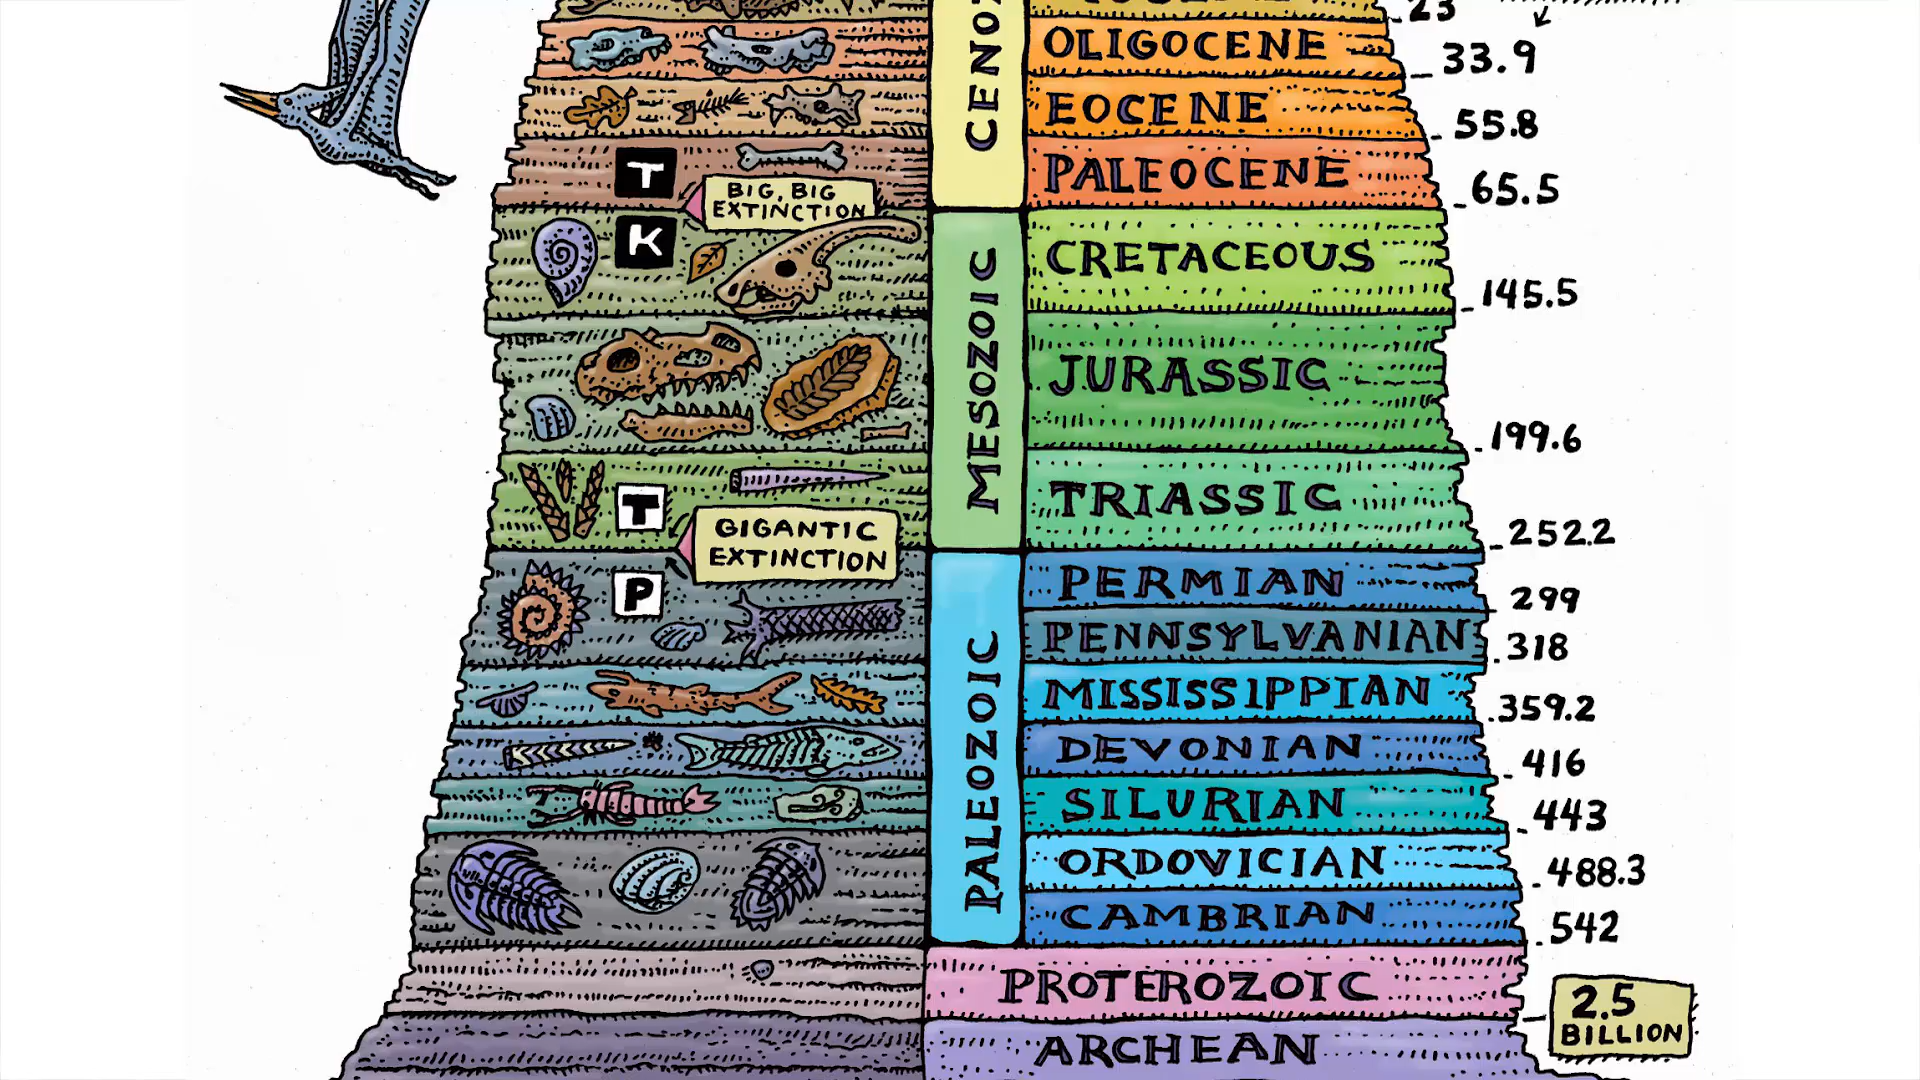 23
OLIGOCENE
33.9
EOCENE
55.8
PALEOCENE
65.5
CENOZ
T
BIG, BIG
EXTINCTION
K
CRETACEOUS
145.5
JURASSIC
199.6
MESOZOIC
TRIASSIC
252.2
T
GIGANTIC
EXTINCTION
P
PERMIAN
299
PENNSYLVANIAN
318
MISSISSIPPIAN
359.2
PALEOZOIC
DEVONIAN
416
SILURIAN
443
ORDOVICIAN
488.3
CAMBRIAN
542
PROTEROZOIC
2.5
BILLION
ARCHEAN